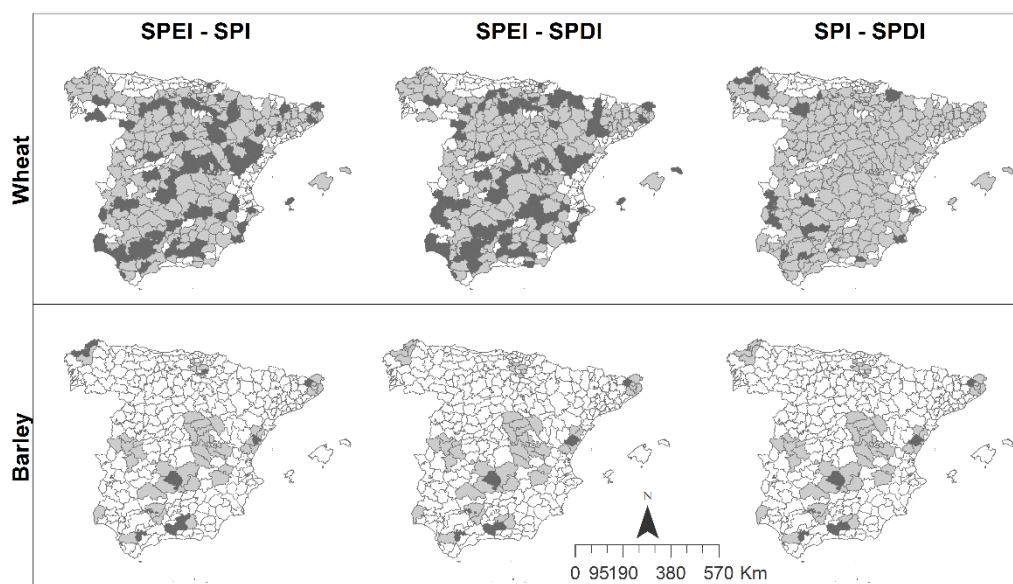 SPEI - SPI SPEI - SPDI SPI - SPDI
Wheat
Barley
N
0 95190 380 570 Km